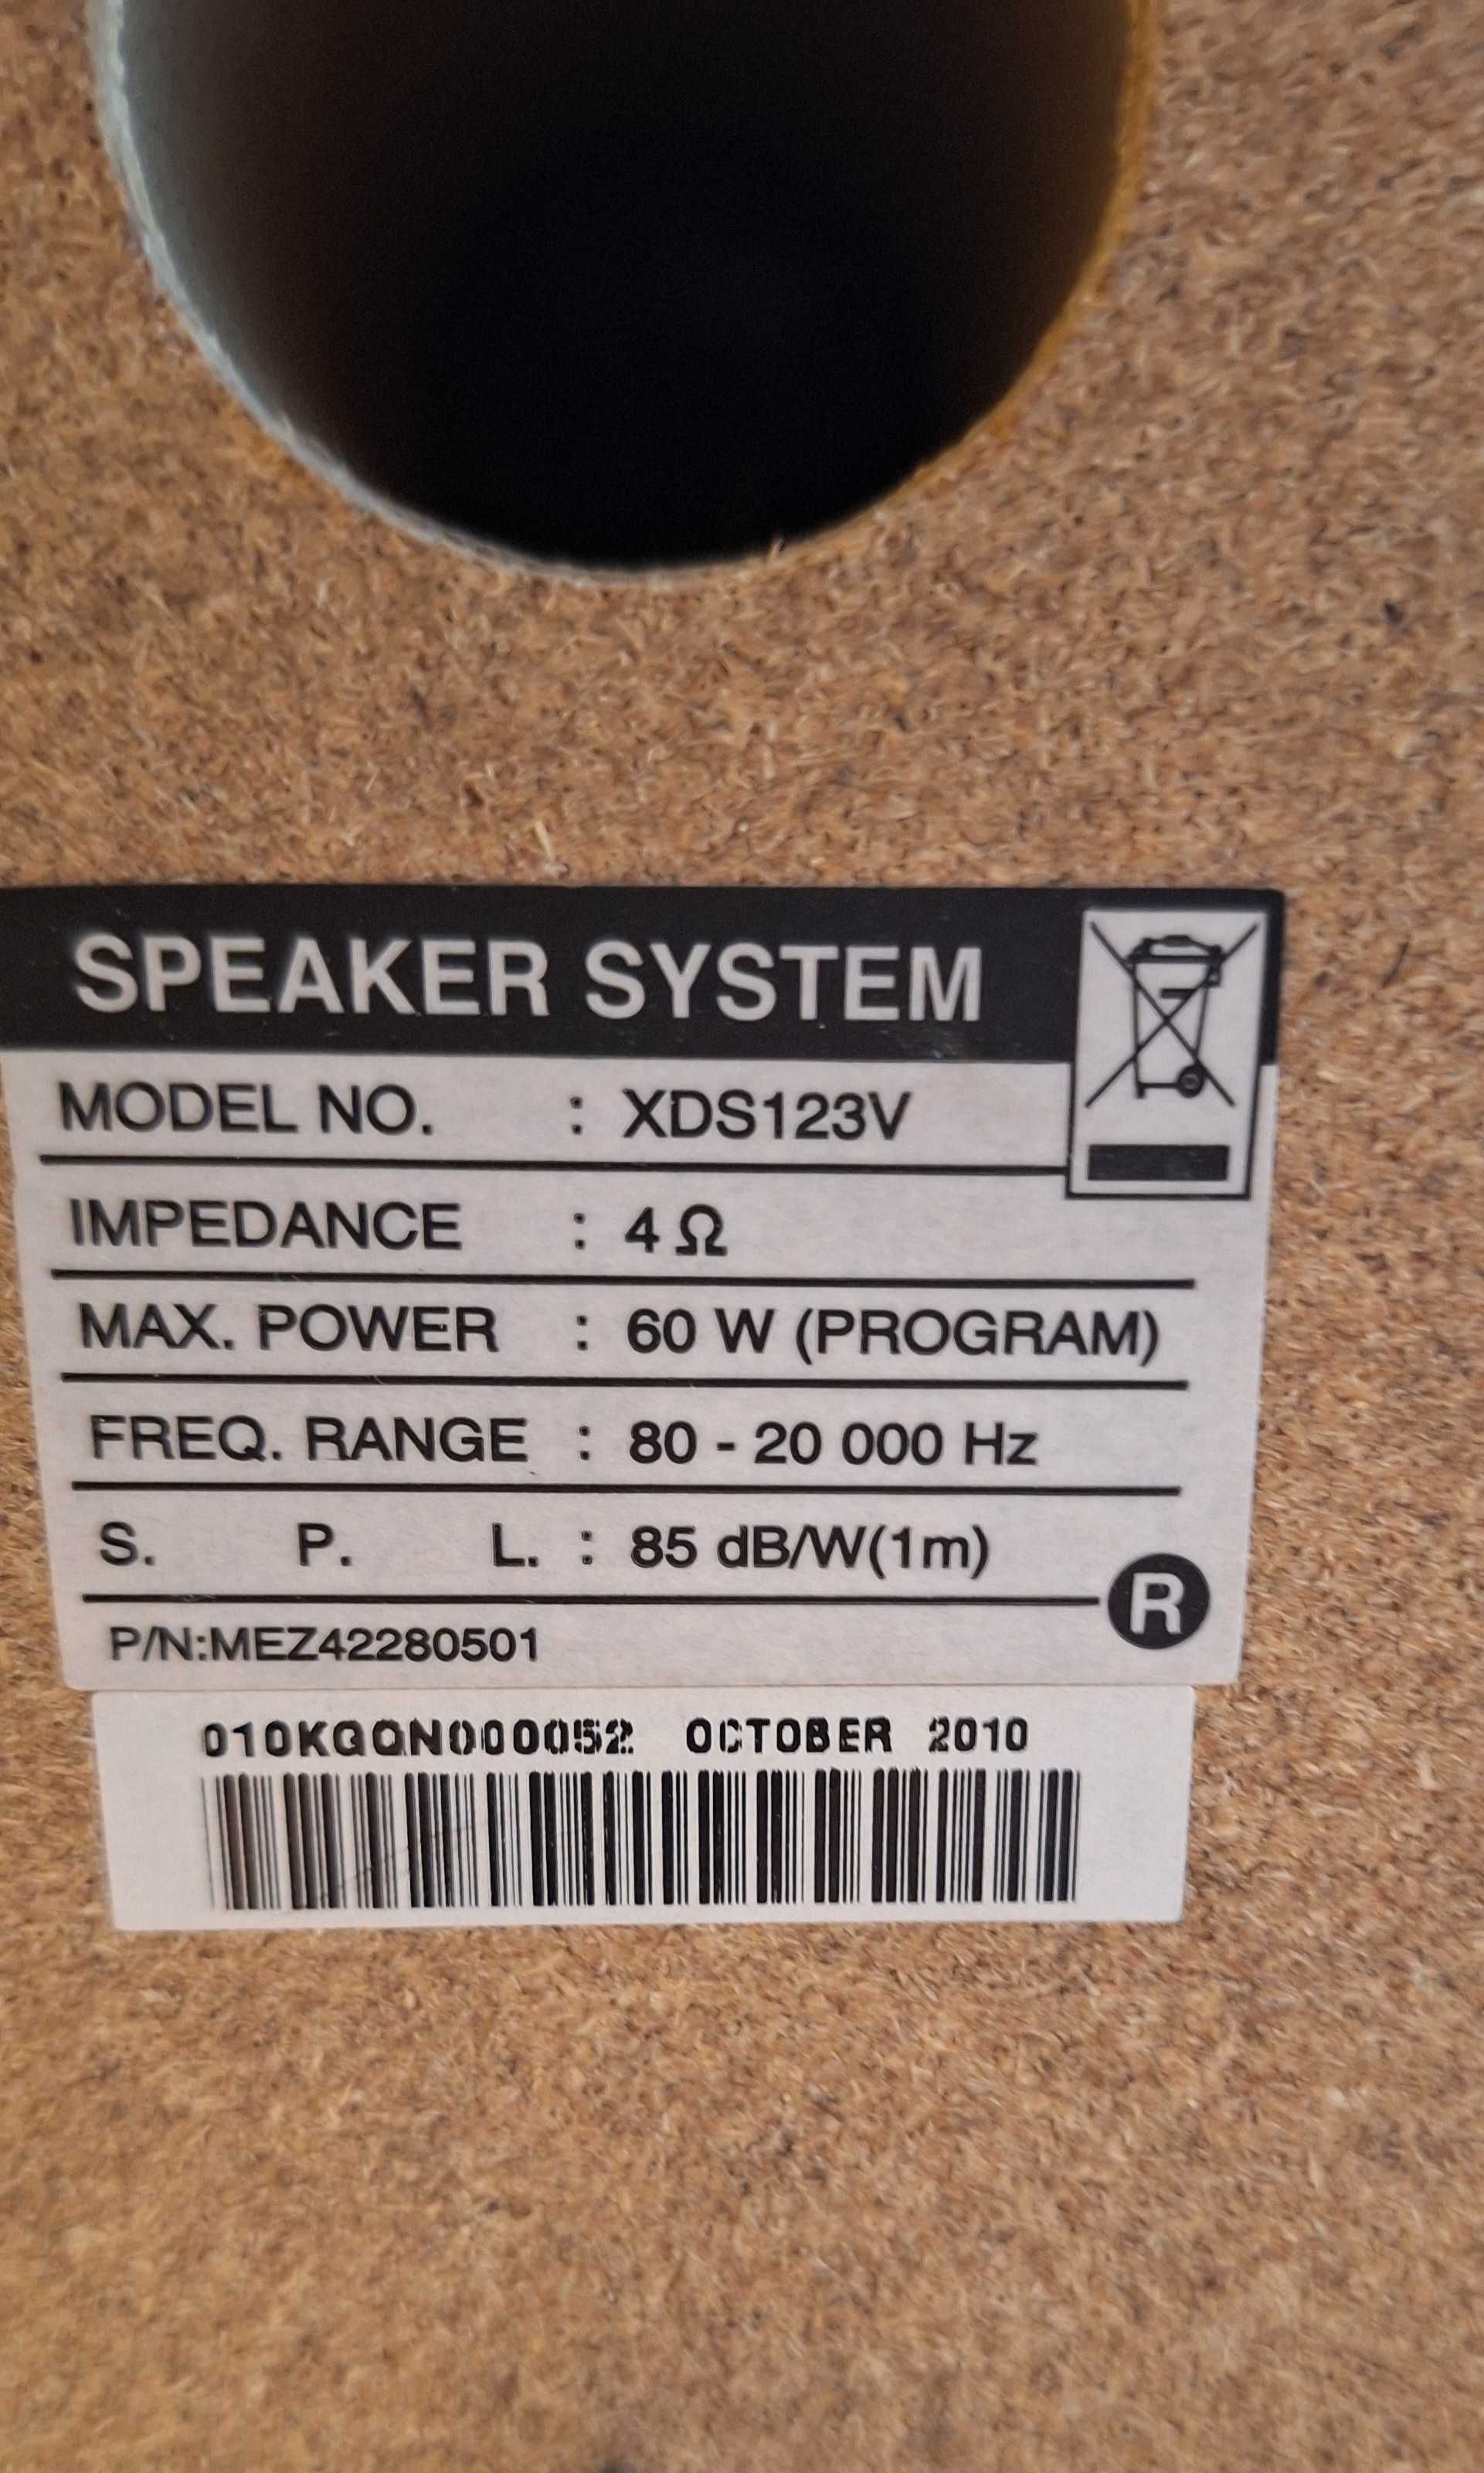 SPEAKER SYSTEM
MODEL NO. : XDS123V
IMPEDANCE : 4 Ω
MAX. POWER : 60 W (PROGRAM)
FREQ. RANGE : 80 - 20 000 Hz
S. P. L. : 85 dB/W(1m)
R
P/N:MEZ42280501
010KGQN000052 OCTOBER 2010